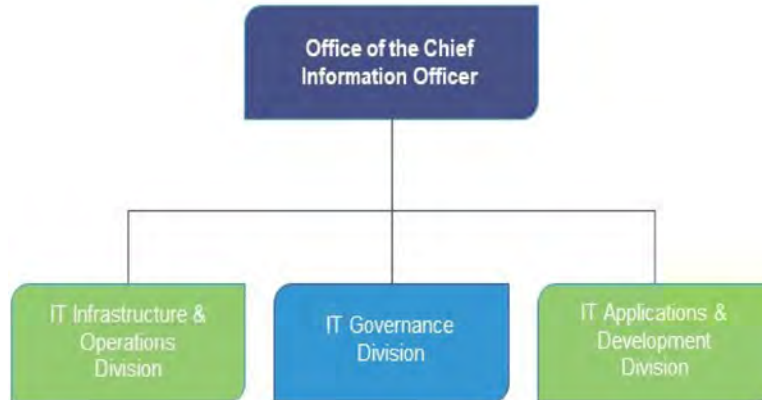 Office of the Chief
Information Officer
IT Infrastructure &
Operations
Division
IT Governance
Division
IT Applications &
Development
Division